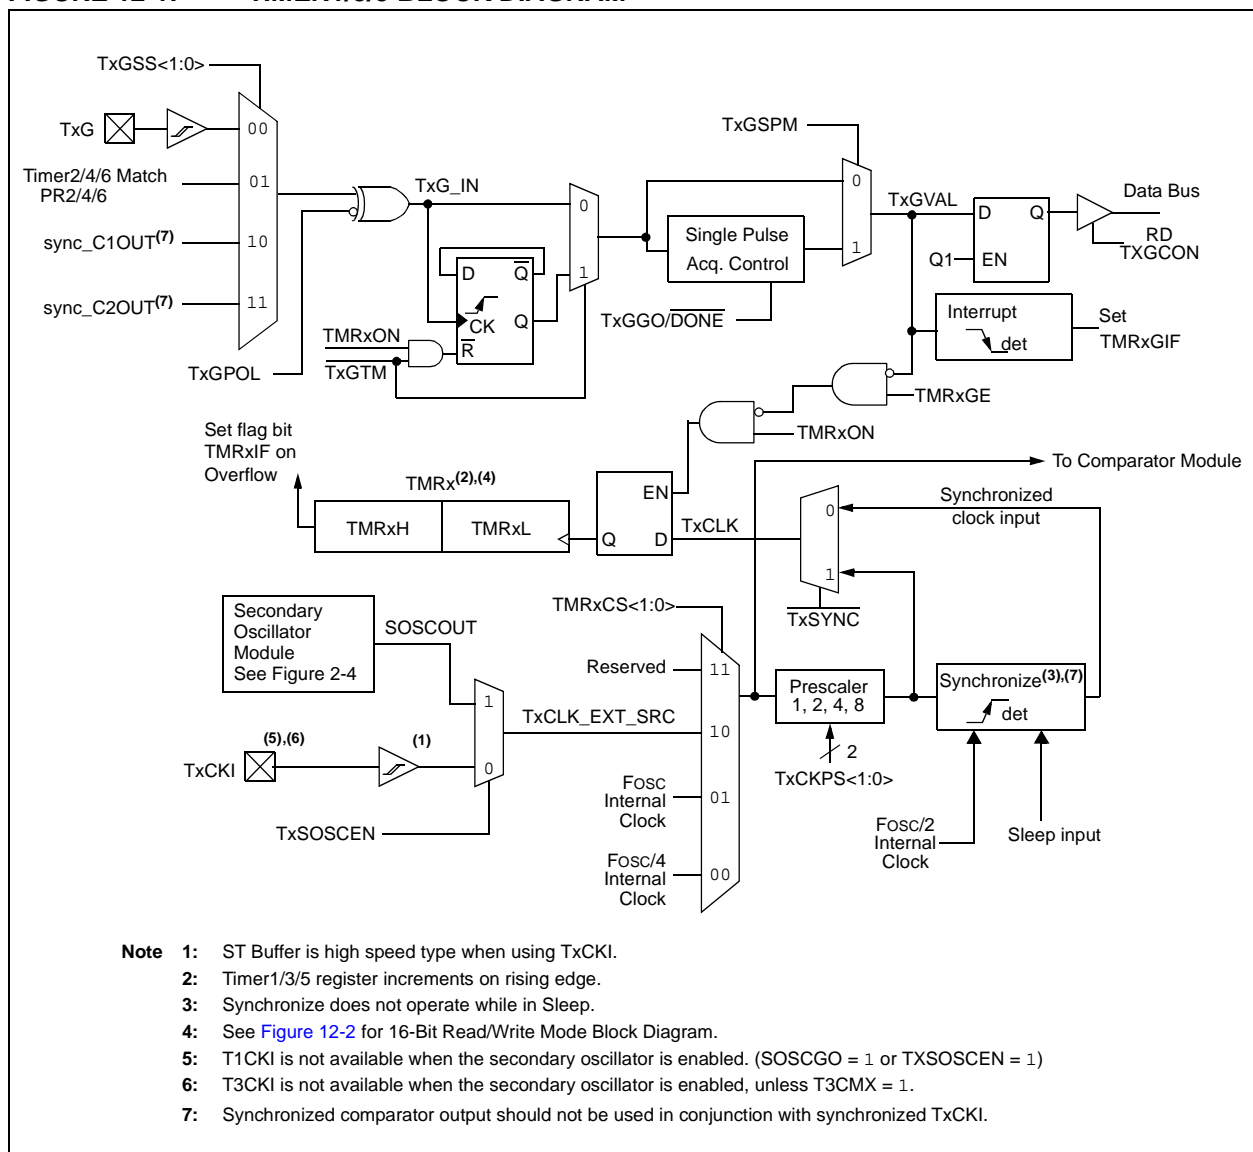 TxGSS<1:0>
TxG
00
Timer2/4/6 Match
PR2/4/6
01
sync_C1OUT(7)
10
sync_C2OUT(7)
11
TxGPOL
TxG_IN
0
1
D
Q
CK
Q
R
TMRxON
TxGTM
TxGSPM
0
1
Single Pulse
Acq. Control
TxGGO/DONE
TxGVAL
D
Q
Q1
EN
Data Bus
RD
TXGCON
Interrupt
det
Set
TMRxGIF
TMRxGE
TMRxON
Set flag bit
TMRxIF on
Overflow
TMRx(2),(4)
TMRxH
TMRxL
EN
Q
D
TxCLK
To Comparator Module
Synchronized
clock input
0
1
TxSYNC
Secondary
Oscillator
Module
See Figure 2-4
SOSCOUT
1
0
(5),(6)
(1)
TxCKI
TxSOSCEN
TxCLK_EXT_SRC
TMRxCS<1:0>
Reserved
11
10
FOSC
Internal
Clock
01
FOSC/4
Internal
Clock
00
Prescaler
1, 2, 4, 8
2
TxCKPS<1:0>
Synchronize(3),(7)
det
FOSC/2
Internal
Clock
Sleep input
Note 1: ST Buffer is high speed type when using TxCKI.
2: Timer1/3/5 register increments on rising edge.
3: Synchronize does not operate while in Sleep.
4: See Figure 12-2 for 16-Bit Read/Write Mode Block Diagram.
5: T1CKI is not available when the secondary oscillator is enabled. (SOSCGO = 1 or TXSOSCEN = 1)
6: T3CKI is not available when the secondary oscillator is enabled, unless T3CMX = 1.
7: Synchronized comparator output should not be used in conjunction with synchronized TxCKI.